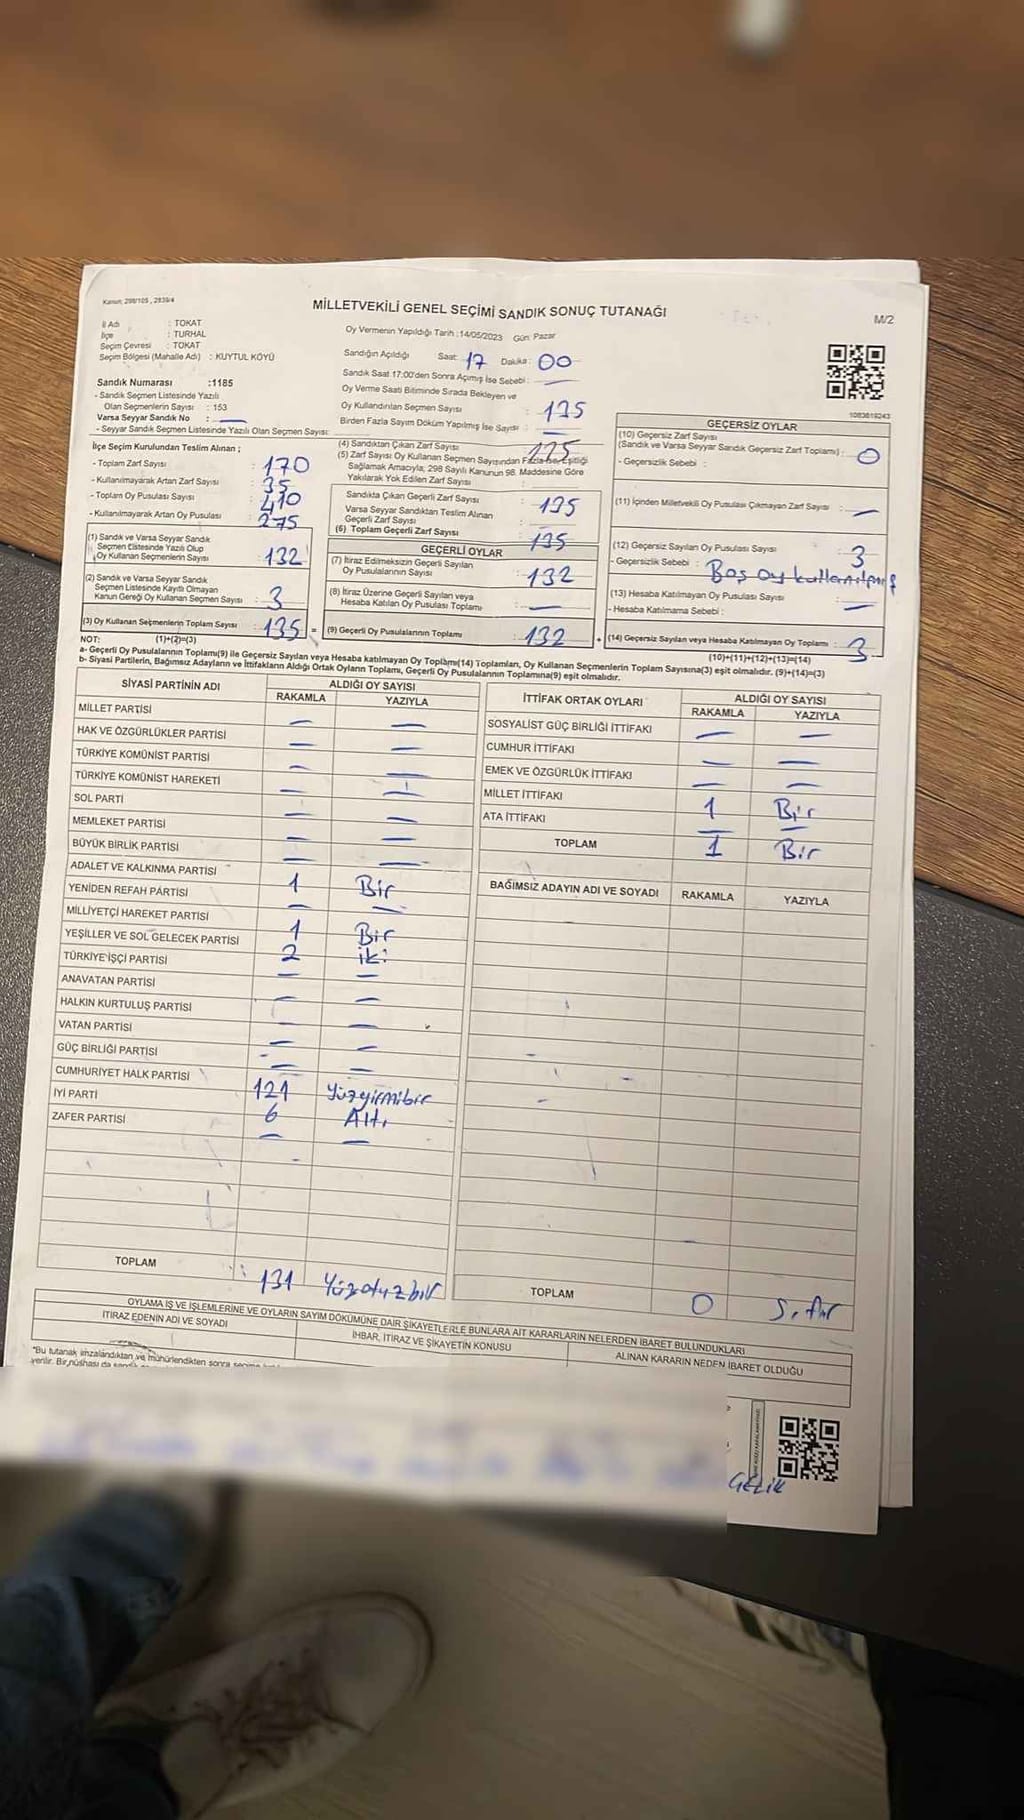 Kanun: 298/105 , 2839/4
MİLLETVEKİLİ GENEL SEÇİMİ SANDIK SONUÇ TUTANAĞI
M/2
İl Adı : TOKAT
İlçe : TURHAL
Seçim Çevresi : TOKAT
Seçim Bölgesi (Mahalle Adı) : KUYTUL KÖYÜ
Sandık Numarası :1185
- Sandık Seçmen Listesinde Yazılı
Olan Seçmenlerin Sayısı : 153
Varsa Seyyar Sandık No : —
- Seyyar Sandık Seçmen Listesinde Yazılı Olan Seçmen Sayısı:
Oy Vermenin Yapıldığı Tarih :14/05/2023 Gün: Pazar
Sandığın Açıldığı Saat: 17 Dakika: 00
Sandık Saat 17:00'den Sonra Açımış İse Sebebi : —
Oy Verme Saati Bitiminde Sırada Bekleyen ve
Oy Kullandırılan Seçmen Sayısı : 135
Birden Fazla Sayım Döküm Yapılmış İse Sayısı : —
1083619243
İlçe Seçim Kurulundan Teslim Alınan ;
- Toplam Zarf Sayısı : 170
- Kullanılmayarak Artan Zarf Sayısı : 35
- Toplam Oy Pusulası Sayısı : 410
- Kullanılmayarak Artan Oy Pusulası : 275
(1) Sandık ve Varsa Seyyar Sandık
Seçmen Listesinde Yazılı Olup
Oy Kullanan Seçmenlerin Sayısı : 132
(2) Sandık ve Varsa Seyyar Sandık
Seçmen Listesinde Kayıtlı Olmayan
Kanun Gereği Oy Kullanan Seçmen Sayısı : 3
(3) Oy Kullanan Seçmenlerin Toplam Sayısı : 135 =
(1)+(2)=(3)
(4) Sandıktan Çıkan Zarf Sayısı : 135
(5) Zarf Sayısı Oy Kullanan Seçmen Sayısından Fazla İse, Eşitliği
Sağlamak Amacıyla; 298 Sayılı Kanunun 98. Maddesine Göre
Yakılarak Yok Edilen Zarf Sayısı :
Sandıkta Çıkan Geçerli Zarf Sayısı : 135
Varsa Seyyar Sandıktan Teslim Alınan
Geçerli Zarf Sayısı : —
(6) Toplam Geçerli Zarf Sayısı : 135
GEÇERLİ OYLAR
(7) İtiraz Edilmeksizin Geçerli Sayılan
Oy Pusulalarının Sayısı : 132
(8) İtiraz Üzerine Geçerli Sayılan veya
Hesaba Katılan Oy Pusulası Toplamı : —
(9) Geçerli Oy Pusulalarının Toplamı : 132 +
GEÇERSİZ OYLAR
(10) Geçersiz Zarf Sayısı
(Sandık ve Varsa Seyyar Sandık Geçersiz Zarf Toplamı) : 0
- Geçersizlik Sebebi :
(11) İçinden Milletvekili Oy Pusulası Çıkmayan Zarf Sayısı : —
(12) Geçersiz Sayılan Oy Pusulası Sayısı : 3
- Geçersizlik Sebebi : Boş oy
(13) Hesaba Katılmayan Oy Pusulası Sayısı : —
- Hesaba Katılmama Sebebi :
(14) Geçersiz Sayılan veya Hesaba Katılmayan Oy Toplamı : 3
(10)+(11)+(12)+(13)=(14)
NOT:
a- Geçerli Oy Pusulalarının Toplamı(9) ile Geçersiz Sayılan veya Hesaba katılmayan Oy Toplamı(14) Toplamları, Oy Kullanan Seçmenlerin Toplam Sayısına(3) eşit olmalıdır. (9)+(14)=(3)
b- Siyasi Partilerin, Bağımsız Adayların ve İttifakların Aldığı Ortak Oyların Toplamı, Geçerli Oy Pusulalarının Toplamına(9) eşit olmalıdır.
SİYASİ PARTİNİN ADI ALDIĞI OY SAYISI
RAKAMLA YAZIYLA
MİLLET PARTİSİ — —
HAK VE ÖZGÜRLÜKLER PARTİSİ — —
TÜRKİYE KOMÜNİST PARTİSİ — —
TÜRKİYE KOMÜNİST HAREKETİ — —
SOL PARTİ — —
MEMLEKET PARTİSİ — —
BÜYÜK BİRLİK PARTİSİ — —
ADALET VE KALKINMA PARTİSİ 1 Bir
YENİDEN REFAH PARTİSİ — —
MİLLİYETÇİ HAREKET PARTİSİ 1 Bir
YEŞİLLER VE SOL GELECEK PARTİSİ 2 iki
TÜRKİYE İŞÇİ PARTİSİ — —
ANAVATAN PARTİSİ — —
HALKIN KURTULUŞ PARTİSİ — —
VATAN PARTİSİ — —
GÜÇ BİRLİĞİ PARTİSİ — —
CUMHURİYET HALK PARTİSİ 121 Yüzyirmibir
İYİ PARTİ 6 Altı
ZAFER PARTİSİ — —
TOPLAM 131 Yüzotuzbir
İTTİFAK ORTAK OYLARI ALDIĞI OY SAYISI
RAKAMLA YAZIYLA
SOSYALİST GÜÇ BİRLİĞİ İTTİFAKI — —
CUMHUR İTTİFAKI — —
EMEK VE ÖZGÜRLÜK İTTİFAKI — —
MİLLET İTTİFAKI 1 Bir
ATA İTTİFAKI — —
TOPLAM 1 Bir
BAĞIMSIZ ADAYIN ADI VE SOYADI RAKAMLA YAZIYLA
TOPLAM 0 Sıfır
OYLAMA İŞ VE İŞLEMLERİNE VE OYLARIN SAYIM DÖKÜMÜNE DAİR ŞİKAYETLERLE BUNLARA AİT KARARLARIN NELERDEN İBARET BULUNDUKLARI
İTİRAZ EDENİN ADI VE SOYADI İHBAR, İTİRAZ VE ŞİKAYETİN KONUSU ALINAN KARARIN NEDEN İBARET OLDUĞU
"Bu tutanak imzalandıktan ve mühürlendikten sonra
verilir. Bir nüshası da
GELİK